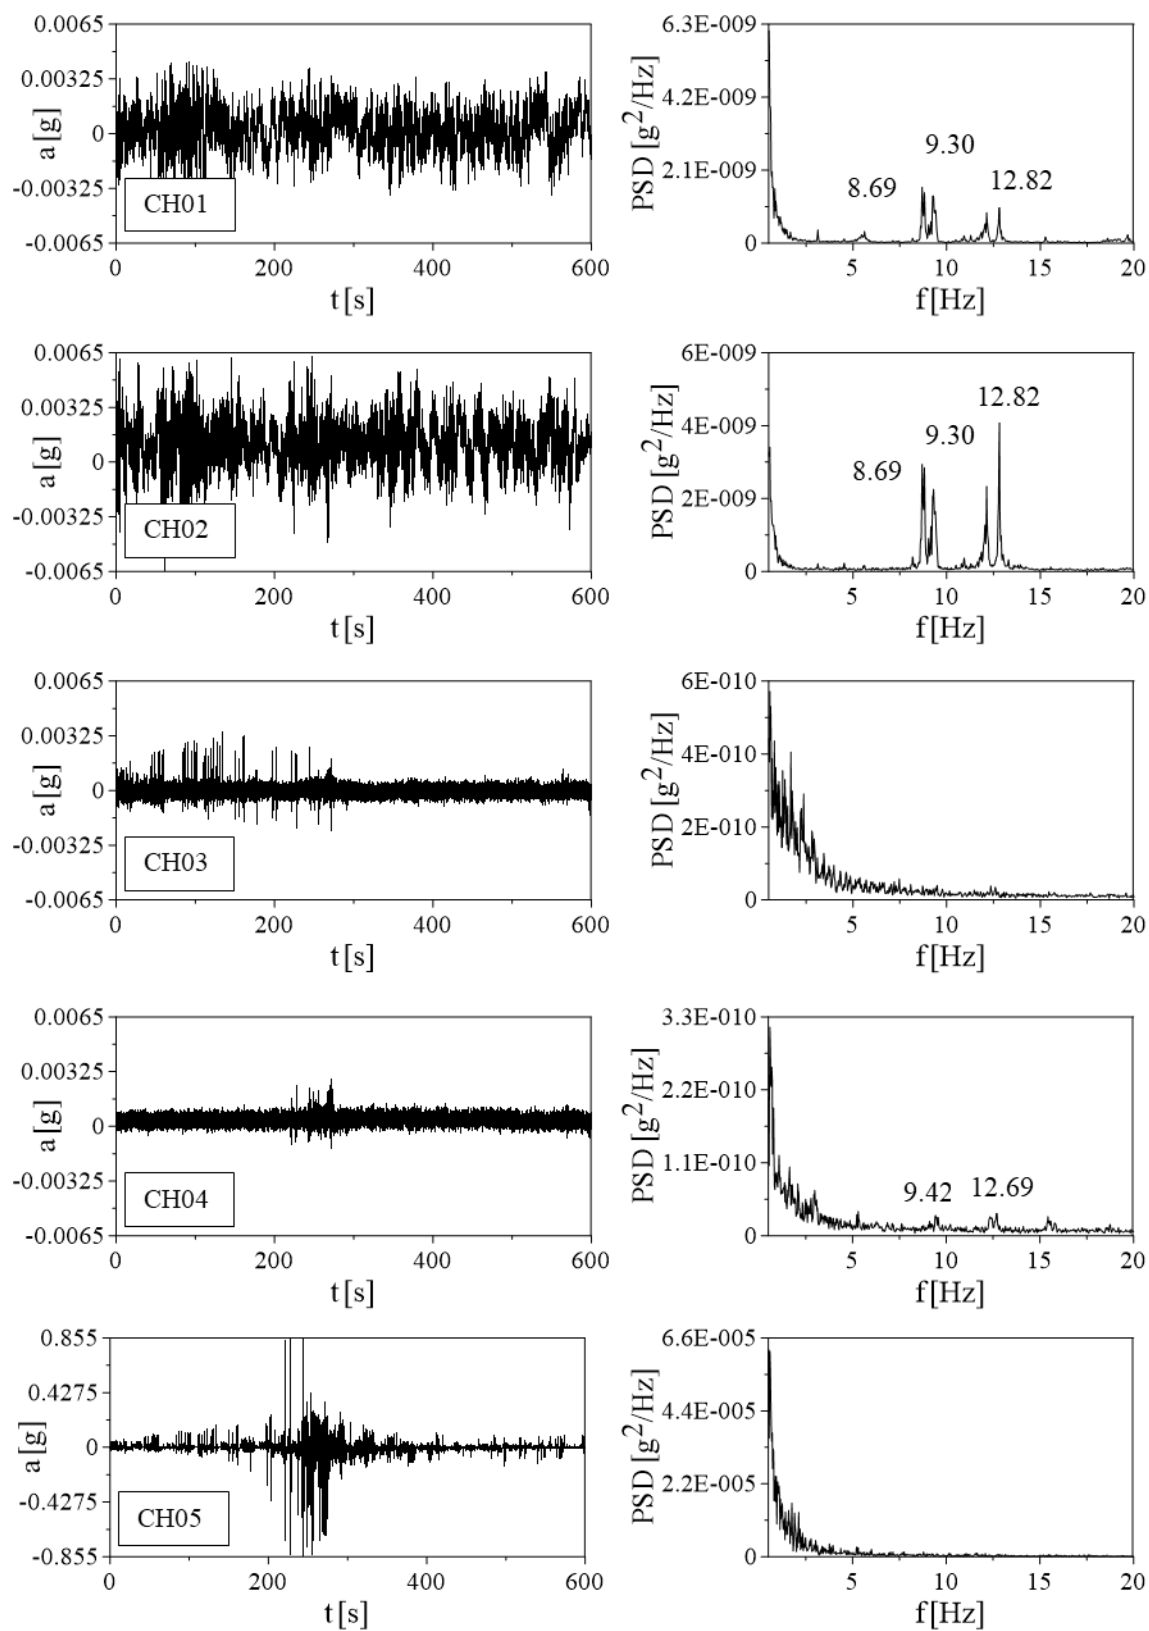 0.0065
0.00325
0
-0.00325
-0.0065
a [g]
CH01
0 200 400 600
t [s]
6.3E-009
4.2E-009
2.1E-009
0
PSD [g2/Hz]
8.69
9.30
12.82
5 10 15 20
f [Hz]
0.0065
0.00325
0
-0.00325
-0.0065
a [g]
CH02
0 200 400 600
t [s]
6E-009
4E-009
2E-009
0
PSD [g2/Hz]
8.69
9.30
12.82
5 10 15 20
f [Hz]
0.0065
0.00325
0
-0.00325
-0.0065
a [g]
CH03
0 200 400 600
t [s]
6E-010
4E-010
2E-010
0
PSD [g2/Hz]
5 10 15 20
f [Hz]
0.0065
0.00325
0
-0.00325
-0.0065
a [g]
CH04
0 200 400 600
t [s]
3.3E-010
2.2E-010
1.1E-010
0
PSD [g2/Hz]
9.42
12.69
5 10 15 20
f [Hz]
0.855
0.4275
0
-0.4275
-0.855
a [g]
CH05
0 200 400 600
t [s]
6.6E-005
4.4E-005
2.2E-005
0
PSD [g2/Hz]
5 10 15 20
f [Hz]